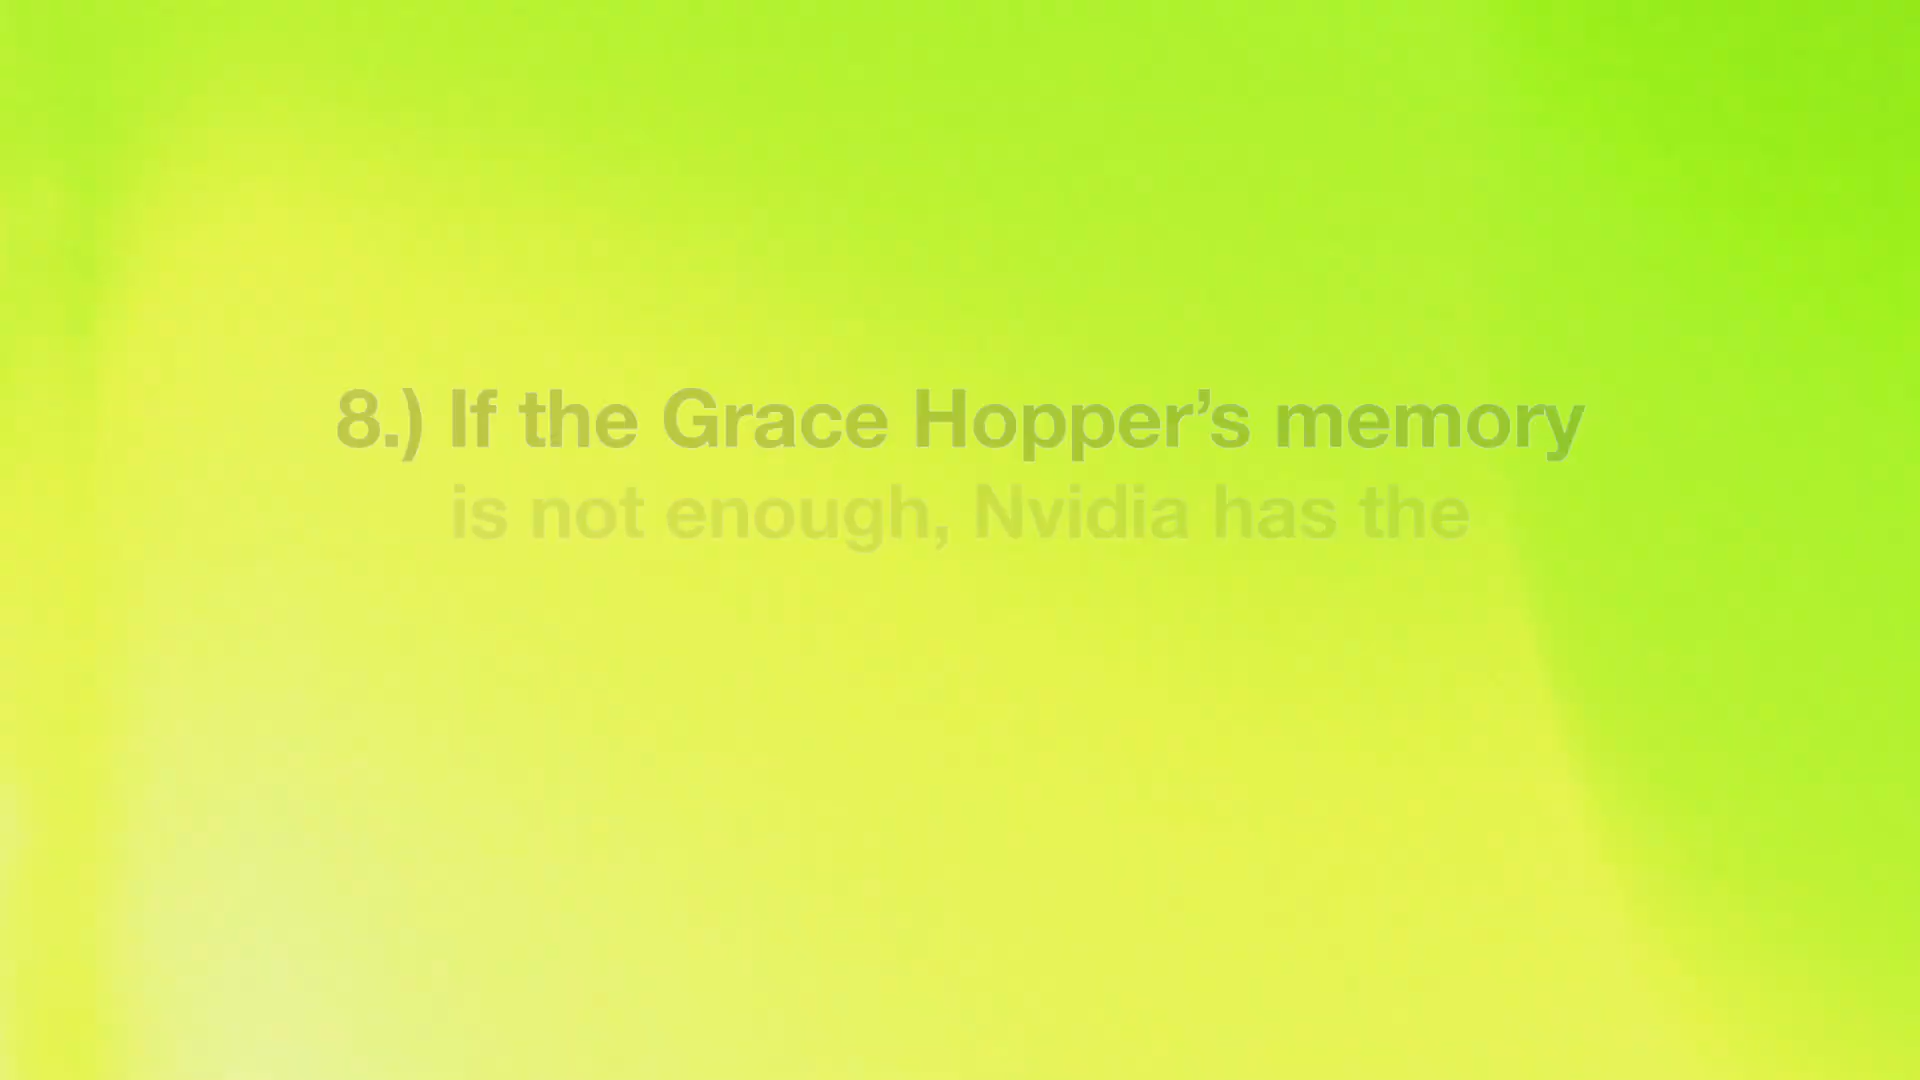 8.) If the Grace Hopper’s memory
is not enough, Nvidia has the